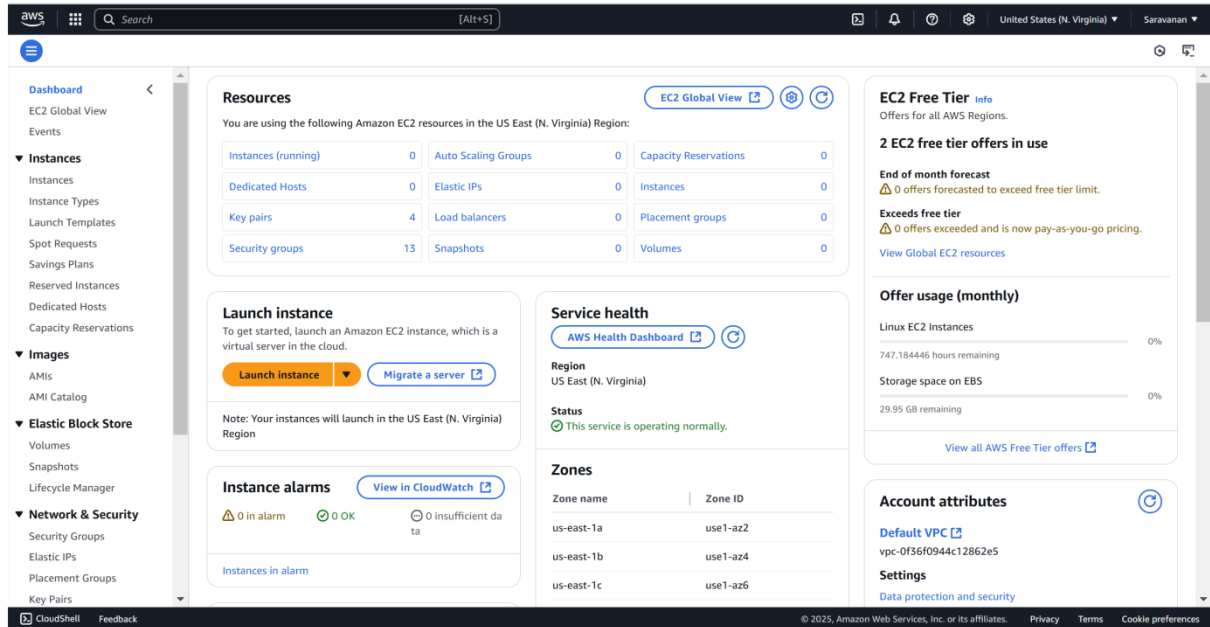 aws
Search
[Alt+S]
United States (N. Virginia)
Saravanan
Dashboard
EC2 Global View
Events
Instances
Instances
Instance Types
Launch Templates
Spot Requests
Savings Plans
Reserved Instances
Dedicated Hosts
Capacity Reservations
Images
AMIs
AMI Catalog
Elastic Block Store
Volumes
Snapshots
Lifecycle Manager
Network & Security
Security Groups
Elastic IPs
Placement Groups
Key Pairs
Resources
EC2 Global View
You are using the following Amazon EC2 resources in the US East (N. Virginia) Region:
Instances (running) 0 Auto Scaling Groups 0 Capacity Reservations 0
Dedicated Hosts 0 Elastic IPs 0 Instances 0
Key pairs 4 Load balancers 0 Placement groups 0
Security groups 13 Snapshots 0 Volumes 0
Launch instance
To get started, launch an Amazon EC2 instance, which is a
virtual server in the cloud.
Launch instance
Migrate a server
Note: Your instances will launch in the US East (N. Virginia)
Region
Instance alarms
View in CloudWatch
0 in alarm 0 OK 0 insufficient da
ta
Instances in alarm
Service health
AWS Health Dashboard
Region
US East (N. Virginia)
Status
This service is operating normally.
Zones
Zone name Zone ID
us-east-1a use1-az2
us-east-1b use1-az4
us-east-1c use1-az6
EC2 Free Tier Info
Offers for all AWS Regions.
2 EC2 free tier offers in use
End of month forecast
0 offers forecasted to exceed free tier limit.
Exceeds free tier
0 offers exceeded and is now pay-as-you-go pricing.
View Global EC2 resources
Offer usage (monthly)
Linux EC2 Instances
0%
747.184446 hours remaining
Storage space on EBS
0%
29.95 GB remaining
View all AWS Free Tier offers
Account attributes
Default VPC
vpc-0f36f0944c12862e5
Settings
Data protection and security
CloudShell Feedback
© 2025, Amazon Web Services, Inc. or its affiliates. Privacy Terms Cookie preferences